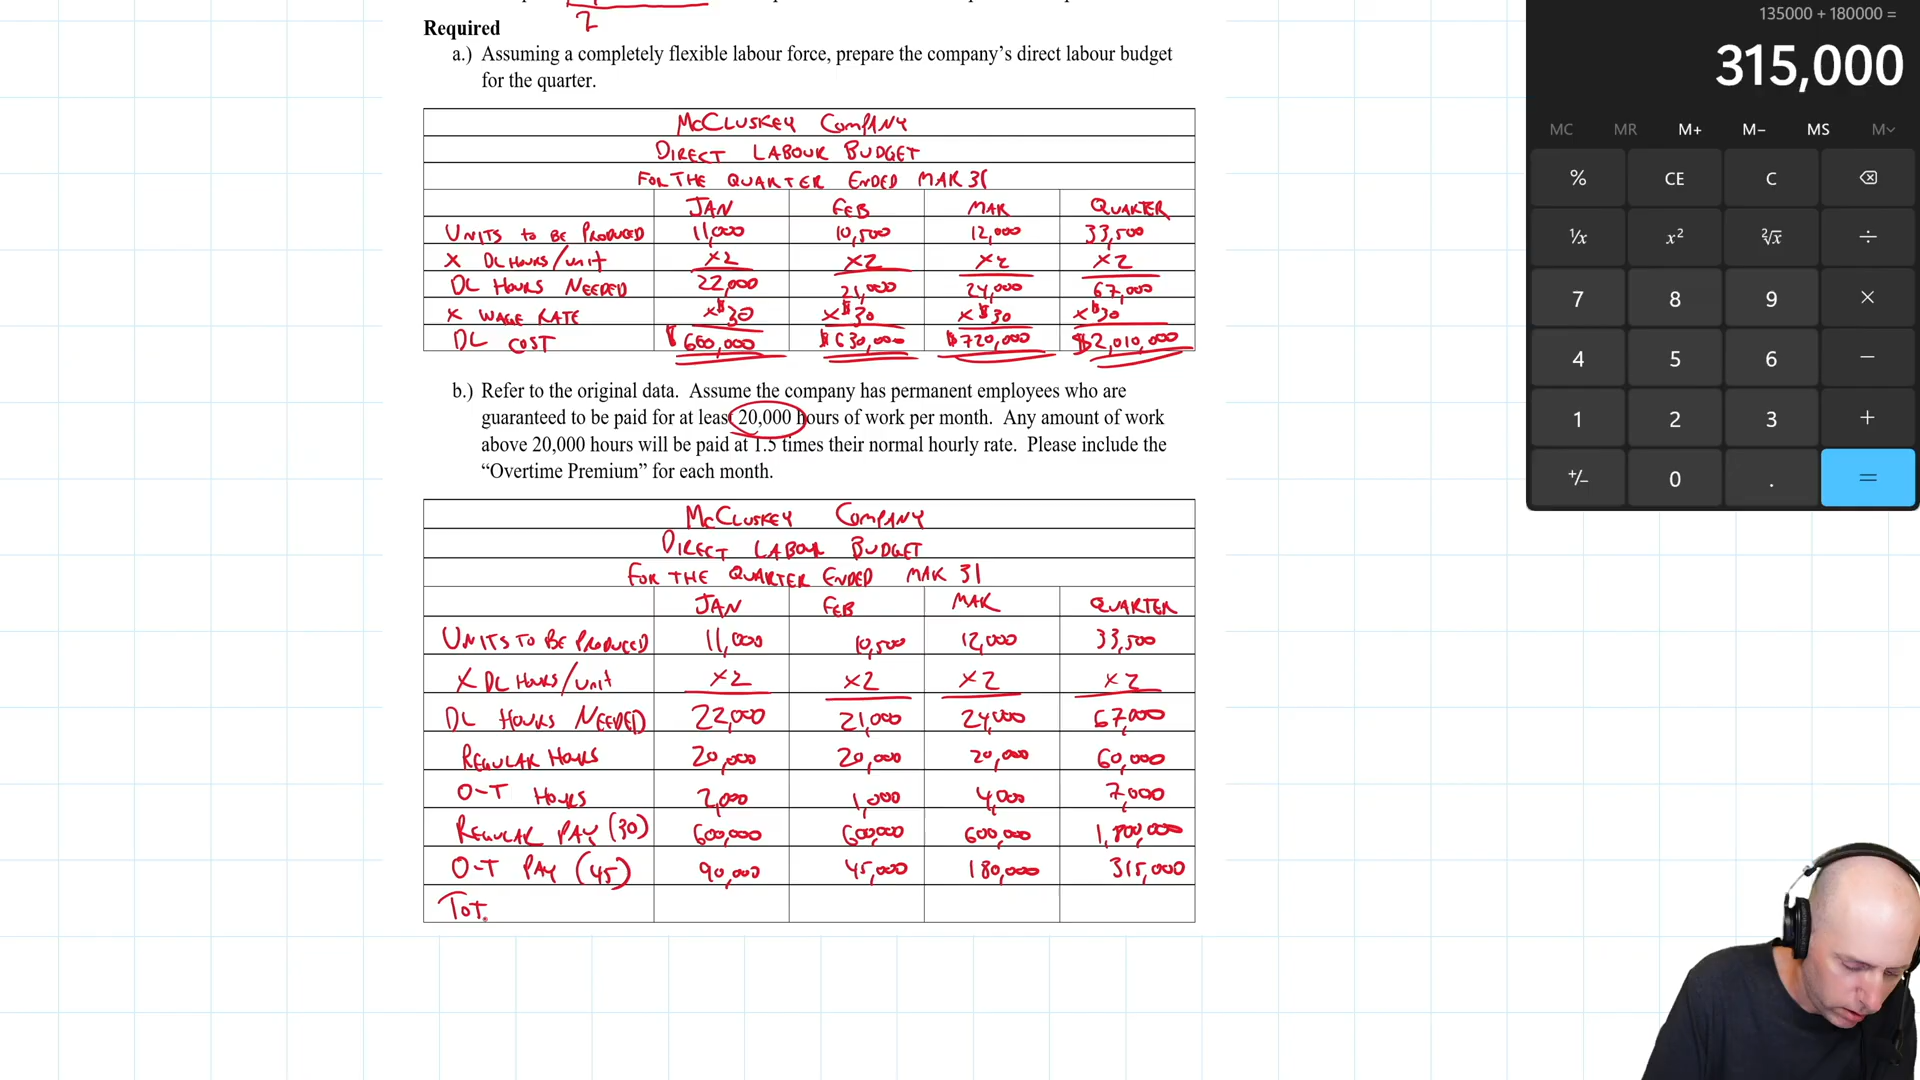 2
Required
a.) Assuming a completely flexible labour force, prepare the company's direct labour budget
for the quarter.
McCLUSKEY COMPANY
DIRECT LABOUR BUDGET
FOR THE QUARTER ENDED MAR 31
JAN FEB MAR QUARTER
UNITS to BE PRODUCED 11,000 10,500 12,000 33,500
X DL HOURS/unit x2 x2 x2 x2
DL HOURS NEEDED 22,000 21,000 24,000 67,000
X WAGE RATE x$30 x$30 x$30 x$30
DL COST $660,000 $630,000 $720,000 $2,010,000
b.) Refer to the original data. Assume the company has permanent employees who are
guaranteed to be paid for at least 20,000 hours of work per month. Any amount of work
above 20,000 hours will be paid at 1.5 times their normal hourly rate. Please include the
“Overtime Premium” for each month.
McCLUSKEY COMPANY
DIRECT LABOUR BUDGET
FOR THE QUARTER ENDED MAR 31
JAN FEB MAR QUARTER
UNITS TO BE PRODUCED 11,000 10,500 12,000 33,500
X DL HOURS/unit x2 x2 x2 x2
DL HOURS NEEDED 22,000 21,000 24,000 67,000
REGULAR HOURS 20,000 20,000 20,000 60,000
O-T HOURS 2,000 1,000 4,000 7,000
REGULAR PAY (30) 600,000 600,000 600,000 1,800,000
O-T PAY (45) 90,000 45,000 180,000 315,000
TOT
135000 + 180000 =
315,000
MC MR M+ M− MS M˅
% CE C ⌫
¹/x x² ²√x ÷
7 8 9 ×
4 5 6 −
1 2 3 +
+/− 0 . =